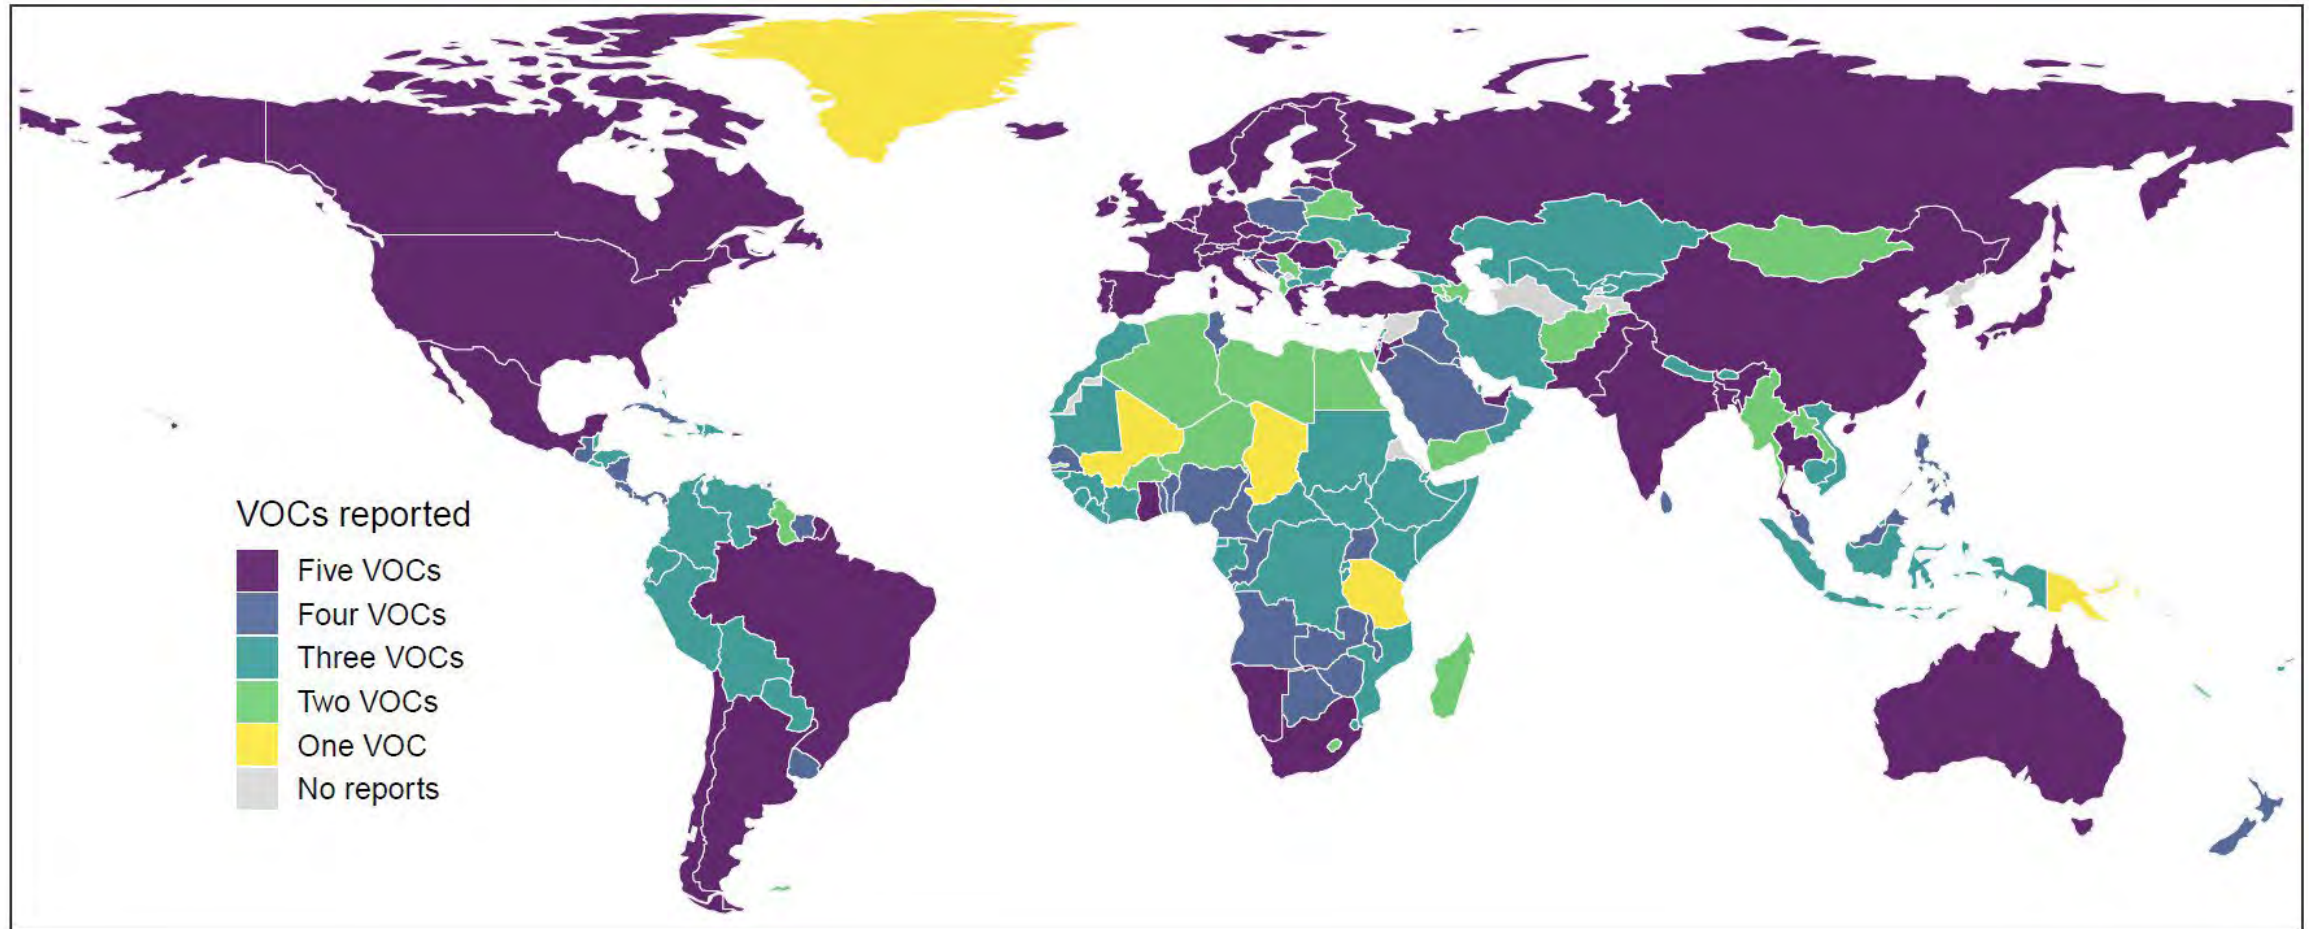 VOCs reported
Five VOCs
Four VOCs
Three VOCs
Two VOCs
One VOC
No reports